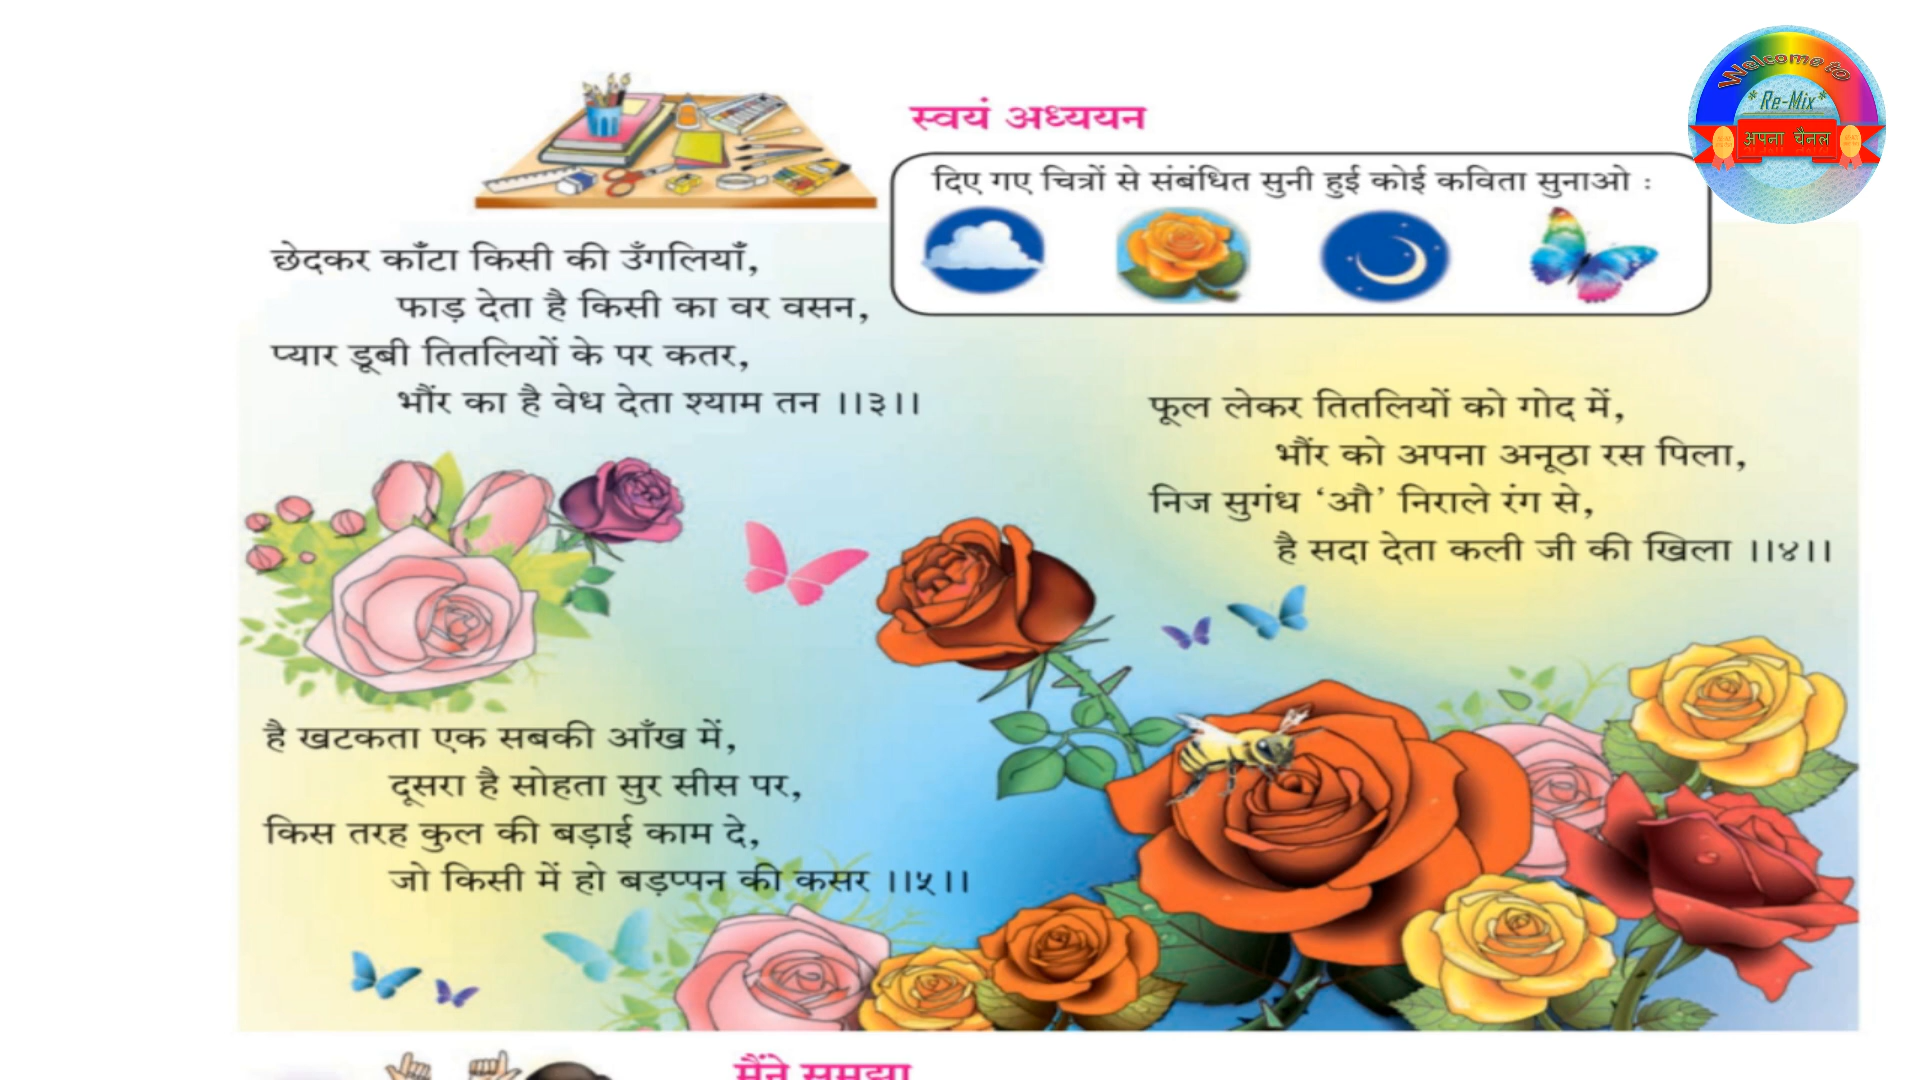 Welcome to
*Re-Mix*
अपना चैनल
स्वयं अध्ययन
दिए गए चित्रों से संबंधित सुनी हुई कोई कविता सुनाओ :
छेदकर काँटा किसी की उँगलियाँ,
फाड़ देता है किसी का वर वसन,
प्यार डूबी तितलियों के पर कतर,
भौंर का है वेध देता श्याम तन ।।३।।
फूल लेकर तितलियों को गोद में,
भौंर को अपना अनूठा रस पिला,
निज सुगंध ‘औ’ निराले रंग से,
है सदा देता कली जी की खिला ।।४।।
है खटकता एक सबकी आँख में,
दूसरा है सोहता सुर सीस पर,
किस तरह कुल की बड़ाई काम दे,
जो किसी में हो बड़प्पन की कसर ।।५।।
मैंने समझा